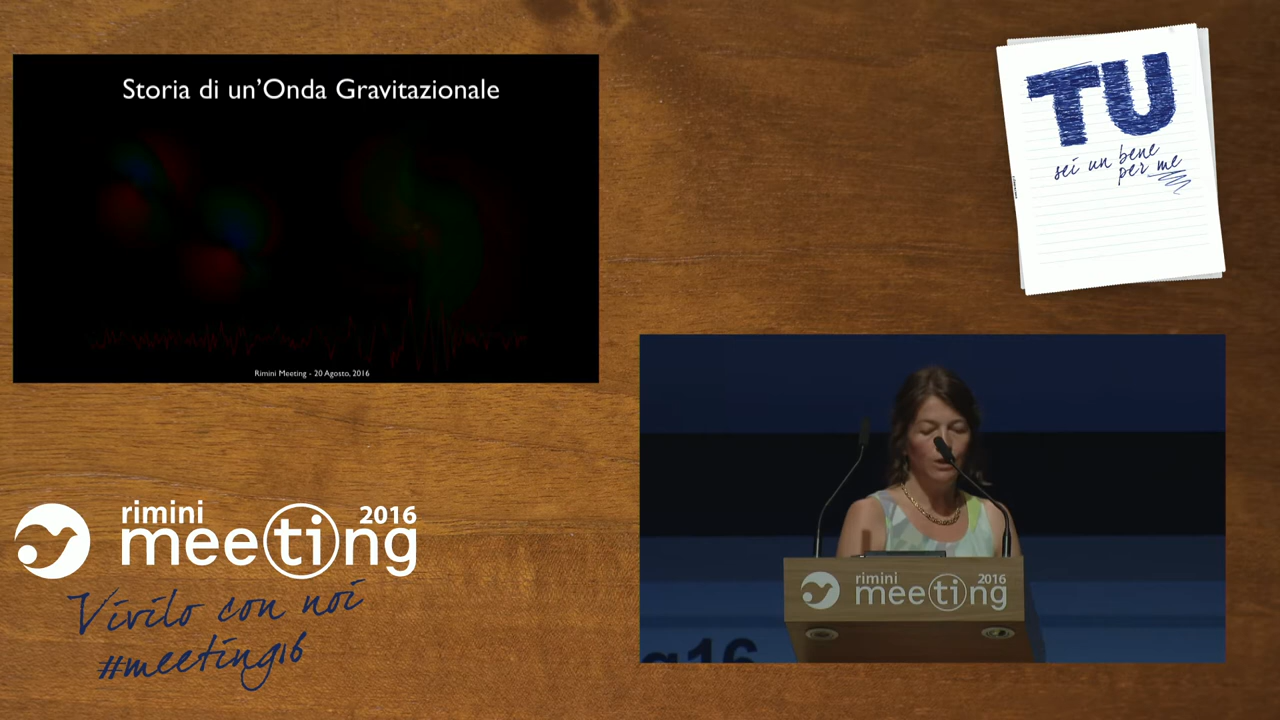 Storia di un'Onda Gravitazionale
Rimini Meeting - 20 Agosto, 2016
TU
sei un bene
per me
rimini
2016
meeting
Vivilo con noi
#meeting16
rimini
2016
meeting
g16